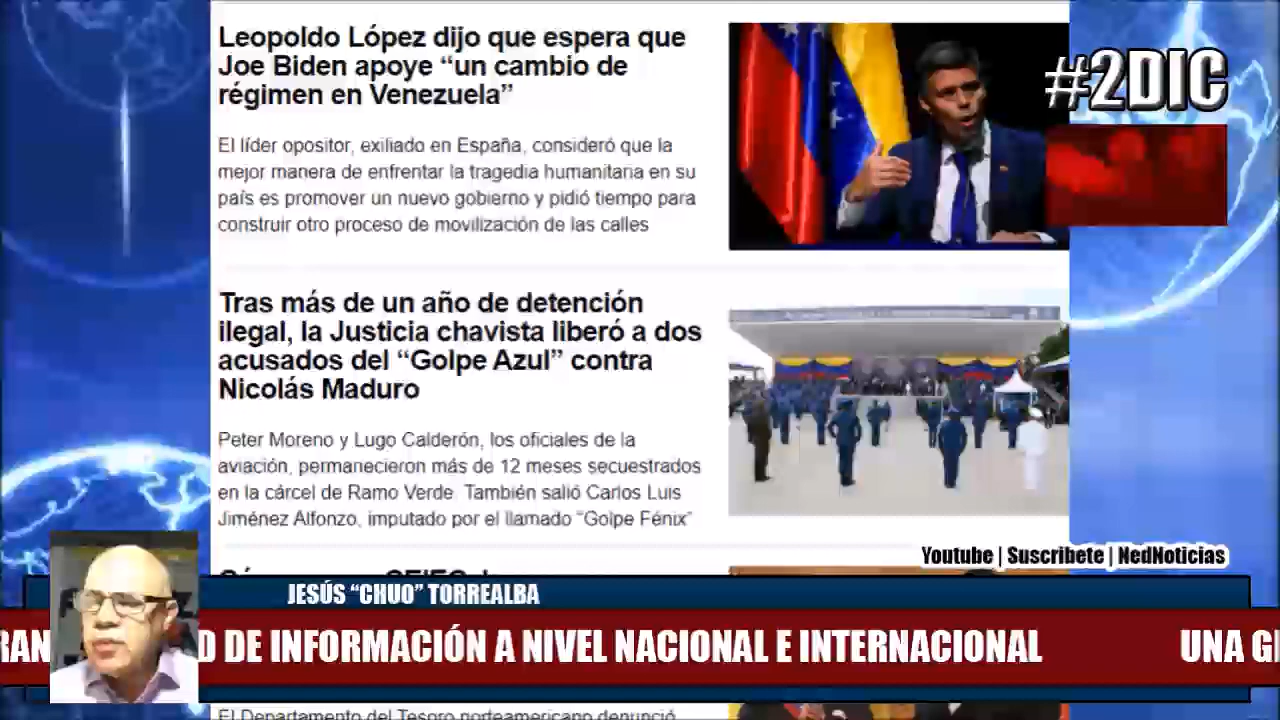 Leopoldo López dijo que espera que
Joe Biden apoye “un cambio de
régimen en Venezuela”
El líder opositor, exiliado en España, consideró que la
mejor manera de enfrentar la tragedia humanitaria en su
país es promover un nuevo gobierno y pidió tiempo para
construir otro proceso de movilización de las calles
#2DIC
Tras más de un año de detención
ilegal, la Justicia chavista liberó a dos
acusados del “Golpe Azul” contra
Nicolás Maduro
Peter Moreno y Lugo Calderón, los oficiales de la
aviación, permanecieron más de 12 meses secuestrados
en la cárcel de Ramo Verde. También salió Carlos Luis
Jiménez Alfonzo, imputado por el llamado “Golpe Fénix”
Youtube | Suscribete | NedNoticias
JESÚS “CHUO” TORREALBA
DE INFORMACIÓN A NIVEL NACIONAL E INTERNACIONAL UNA
El Departamento del Tesoro norteamericano denunció